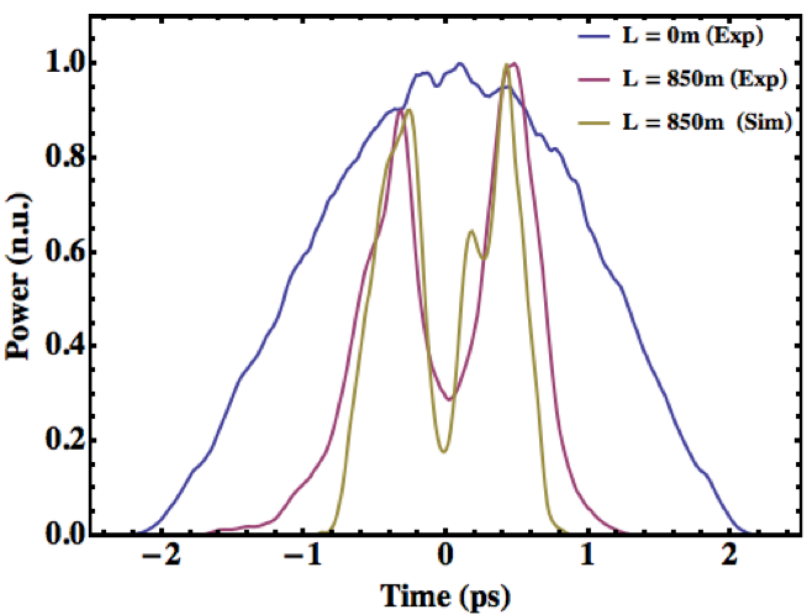 L = 0m (Exp)
L = 850m (Exp)
L = 850m (Sim)
1.0
0.8
0.6
0.4
0.2
0.0
Power (n.u.)
−2 −1 0 1 2
Time (ps)